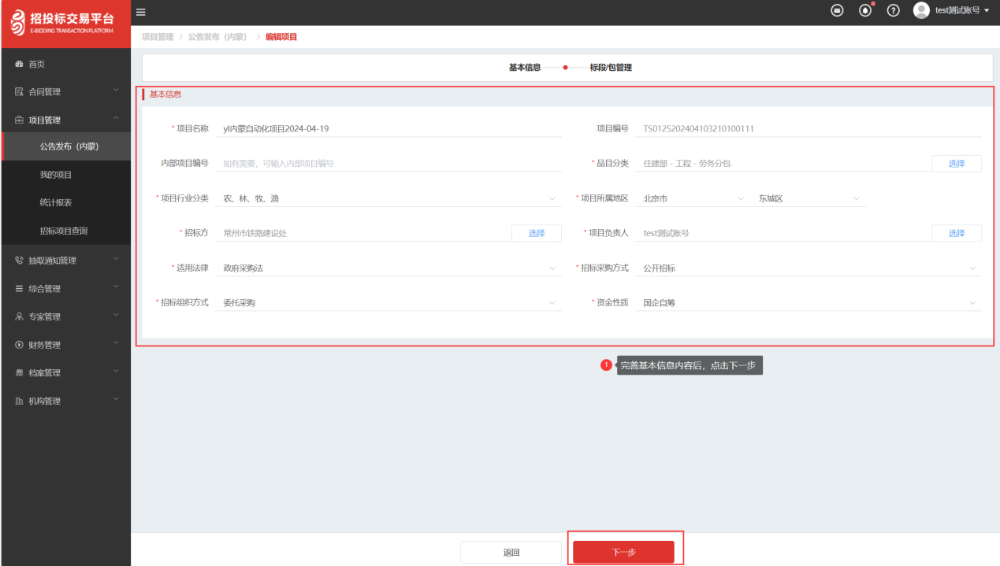 招投标交易平台
E-BIDDING TRANSACTION PLATFORM
test测试账号
项目管理 > 公告发布（内蒙） > 编辑项目
首页
合同管理
项目管理
公告发布（内蒙）
我的项目
统计报表
招标项目查询
抽取通知管理
综合管理
专家管理
财务管理
档案管理
机构管理
基本信息 标段/包管理
基本信息
* 项目名称 yl内蒙自动化项目2024-04-19 项目编号 TS0125202404103210100111
内部项目编号 如有需要，可输入内部项目编号 * 品目分类 住建部 - 工程 - 劳务分包 选择
* 项目行业分类 农、林、牧、渔 * 项目所属地区 北京市 东城区
* 招标方 常州市铁路建设处 选择 * 项目负责人 test测试账号 选择
* 适用法律 政府采购法 * 招标采购方式 公开招标
* 招标组织方式 委托采购 * 资金性质 国企自筹
1 完善基本信息内容后，点击下一步
返回 下一步